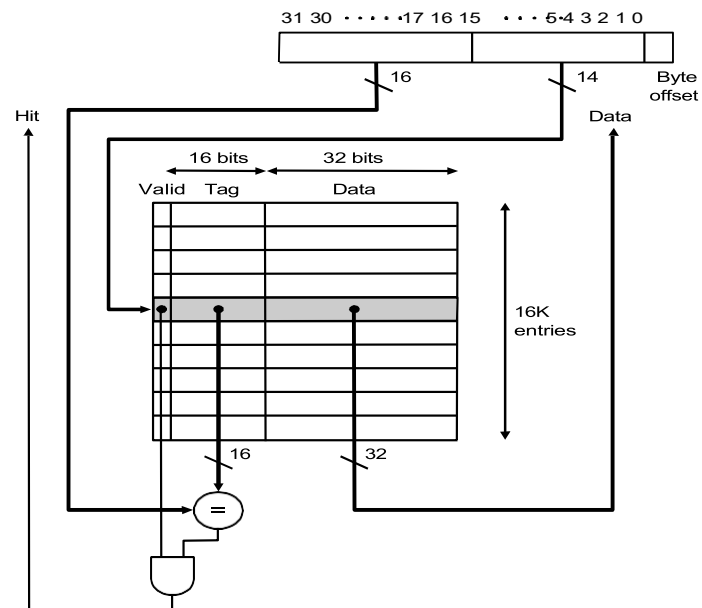 31 30 · · · · · 17 16 15 · · · · 5 4 3 2 1 0
16
14
Byte
offset
Hit
Data
16 bits
32 bits
Valid
Tag
Data
16K
entries
16
32
=